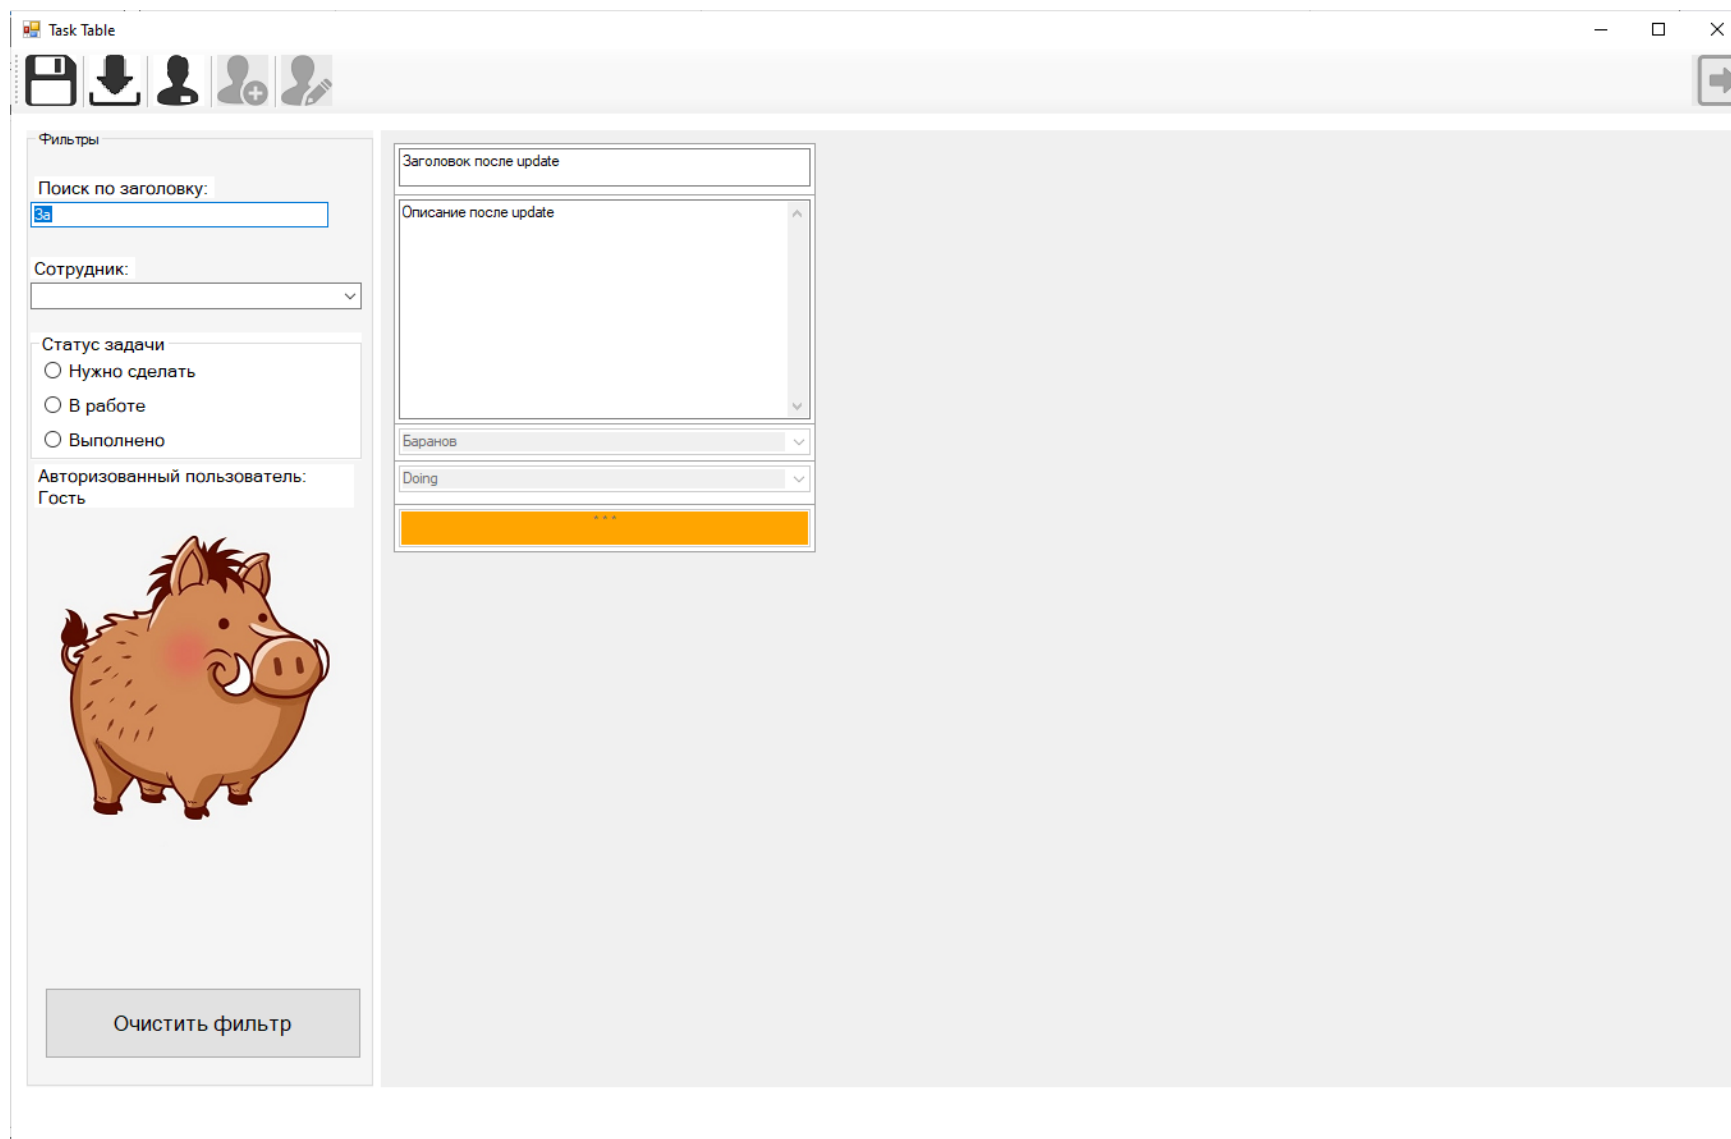 Task Table
Фильтры
Поиск по заголовку:
За
Сотрудник:
Статус задачи
Нужно сделать
В работе
Выполнено
Авторизованный пользователь:
Гость
Очистить фильтр
Заголовок после update
Описание после update
Баранов
Doing
...